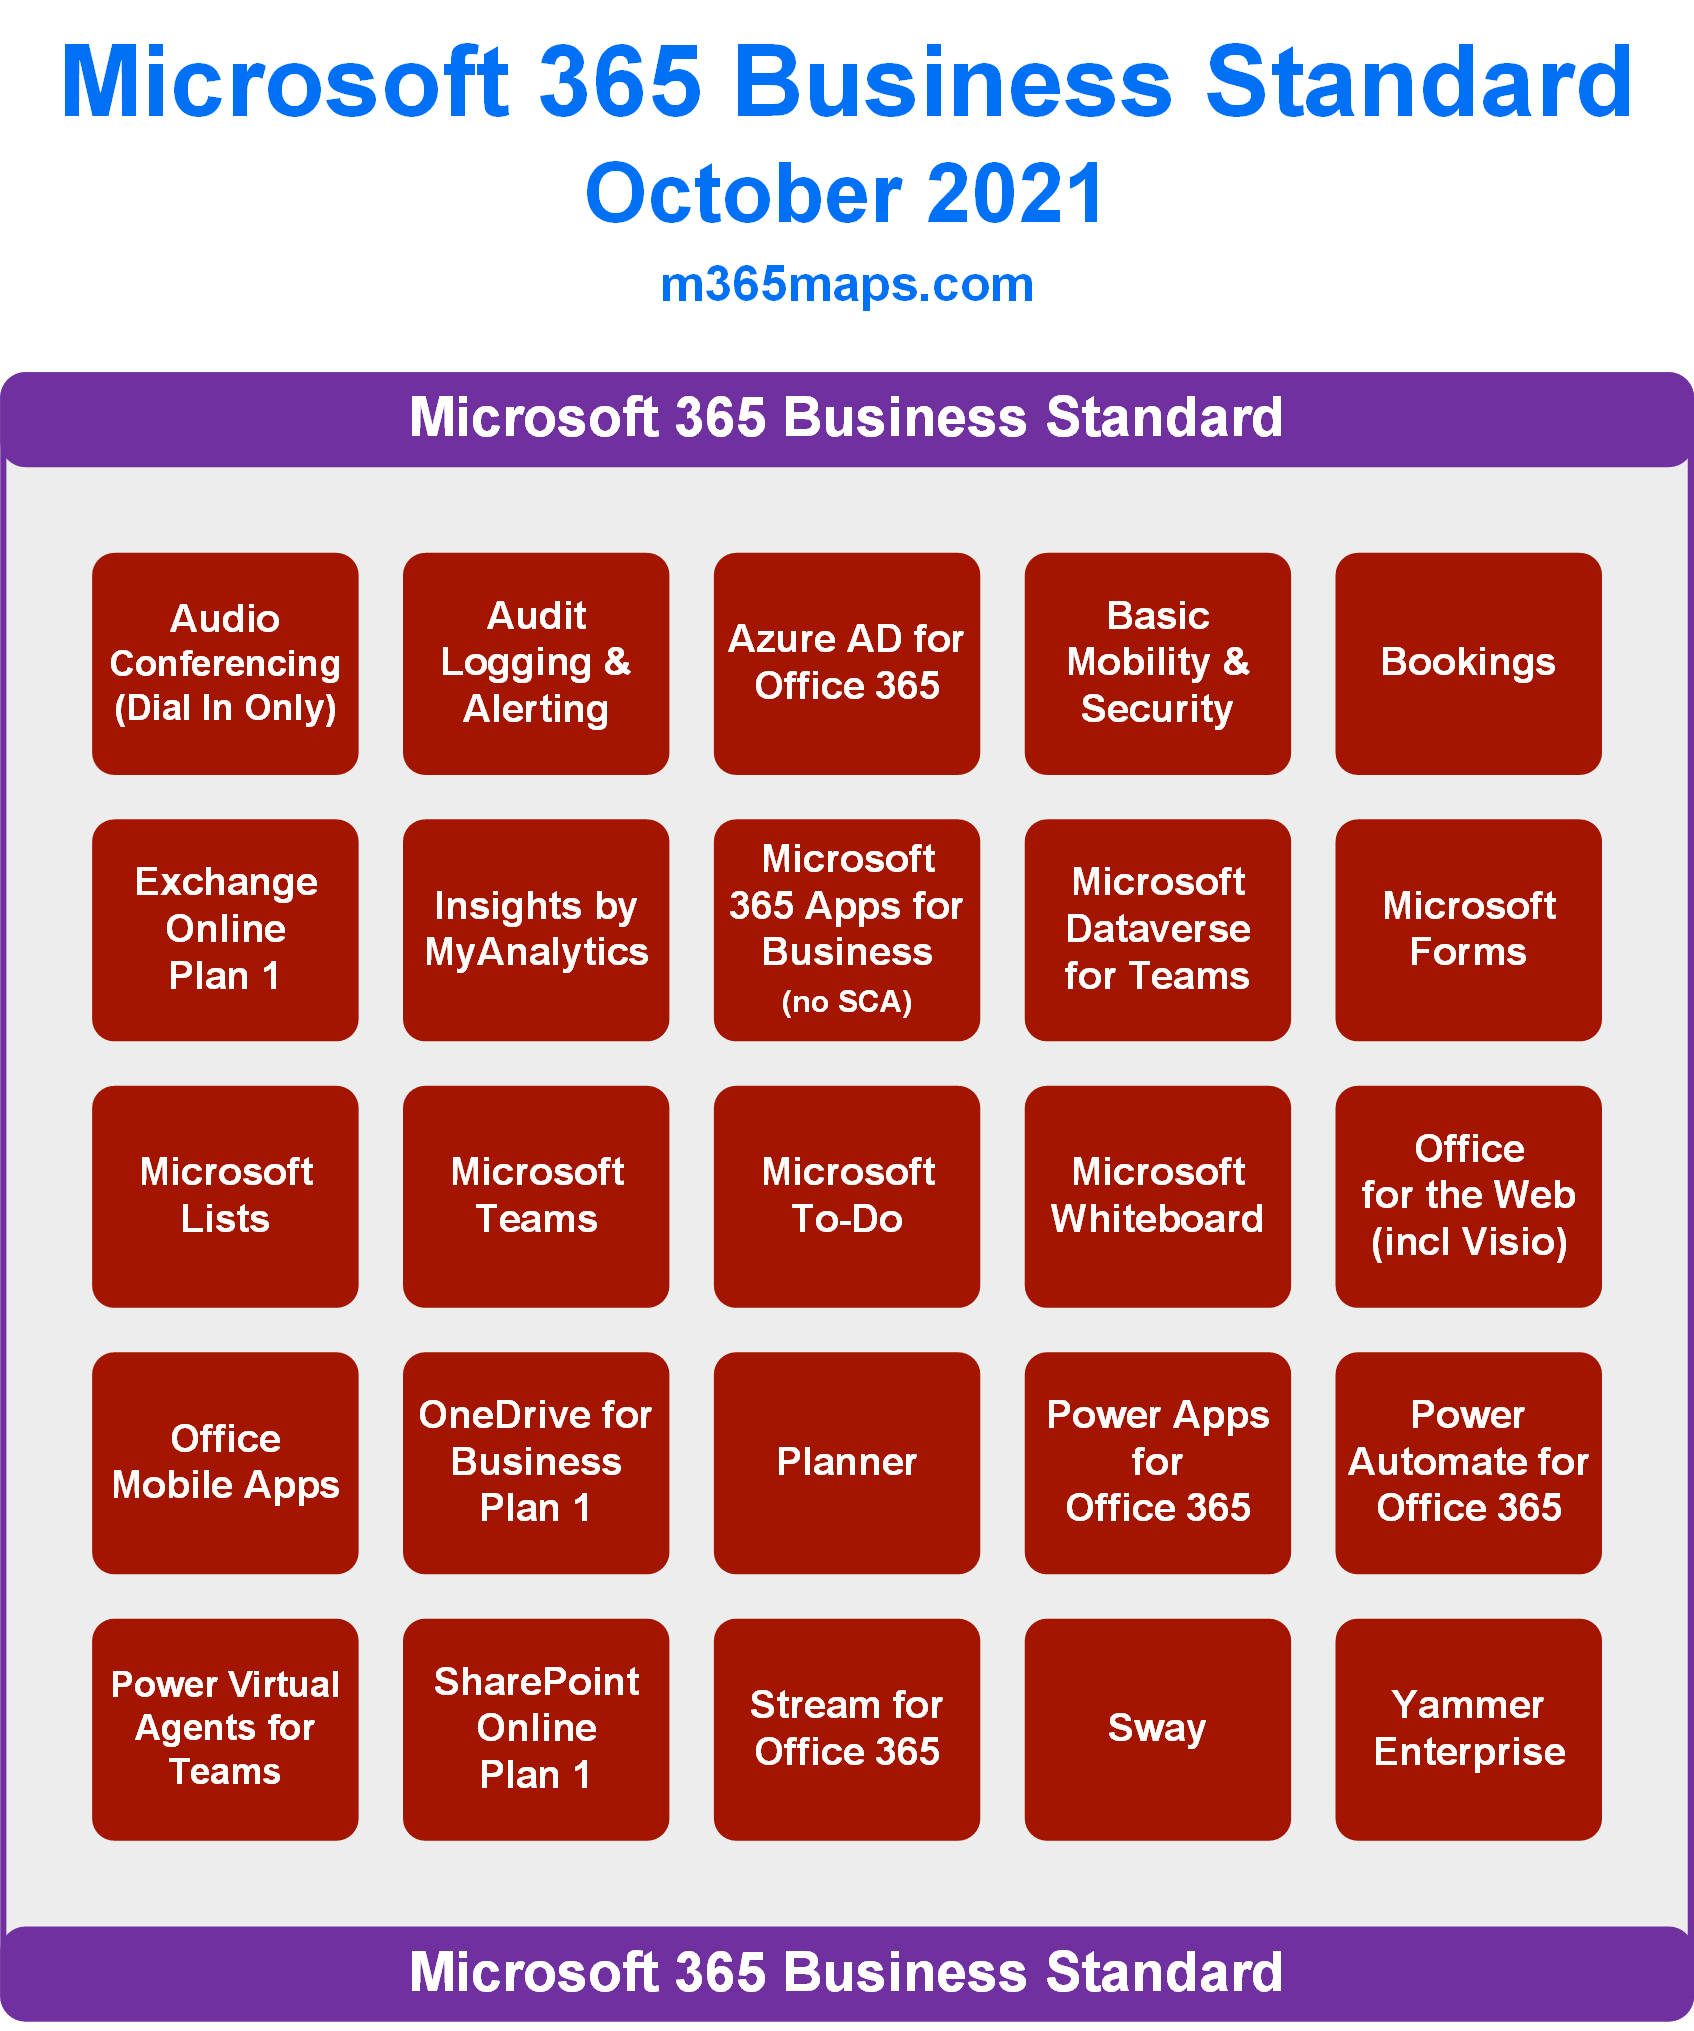 Microsoft 365 Business Standard
October 2021
m365maps.com
Microsoft 365 Business Standard
Audio
Conferencing
(Dial In Only)
Audit
Logging &
Alerting
Azure AD for
Office 365
Basic
Mobility &
Security
Bookings
Exchange
Online
Plan 1
Insights by
MyAnalytics
Microsoft
365 Apps for
Business
(no SCA)
Microsoft
Dataverse
for Teams
Microsoft
Forms
Microsoft
Lists
Microsoft
Teams
Microsoft
To-Do
Microsoft
Whiteboard
Office
for the Web
(incl Visio)
Office
Mobile Apps
OneDrive for
Business
Plan 1
Planner
Power Apps
for
Office 365
Power
Automate for
Office 365
Power Virtual
Agents for
Teams
SharePoint
Online
Plan 1
Stream for
Office 365
Sway
Yammer
Enterprise
Microsoft 365 Business Standard